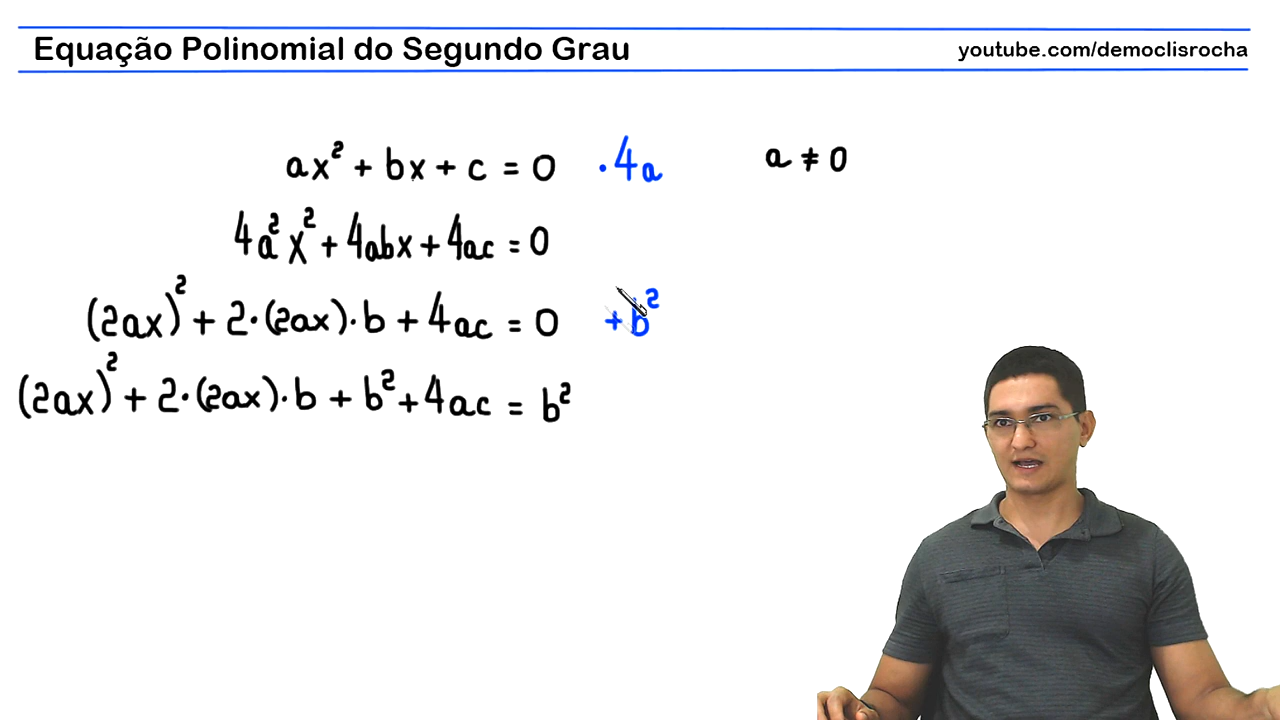 Equação Polinomial do Segundo Grau youtube.com/democlisrocha
ax² + bx + c = 0 · 4a a ≠ 0
4a²x² + 4abx + 4ac = 0
(2ax)² + 2·(2ax)·b + 4ac = 0 + b²
(2ax)² + 2·(2ax)·b + b² + 4ac = b²